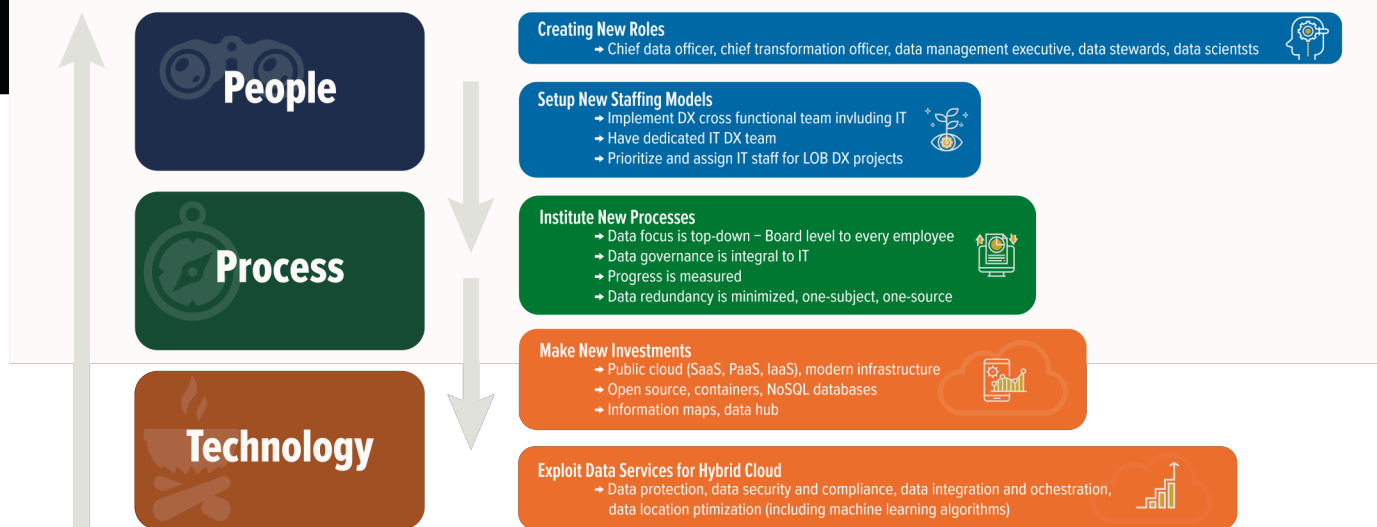 People
Process
Technology
Creating New Roles
→ Chief data officer, chief transformation officer, data management executive, data stewards, data scientsts
Setup New Staffing Models
→ Implement DX cross functional team invluding IT
→ Have dedicated IT DX team
→ Prioritize and assign IT staff for LOB DX projects
Institute New Processes
→ Data focus is top-down – Board level to every employee
→ Data governance is integral to IT
→ Progress is measured
→ Data redundancy is minimized, one-subject, one-source
Make New Investments
→ Public cloud (SaaS, PaaS, IaaS), modern infrastructure
→ Open source, containers, NoSQL databases
→ Information maps, data hub
Exploit Data Services for Hybrid Cloud
→ Data protection, data security and compliance, data integration and ochestration,
data location ptimization (including machine learning algorithms)